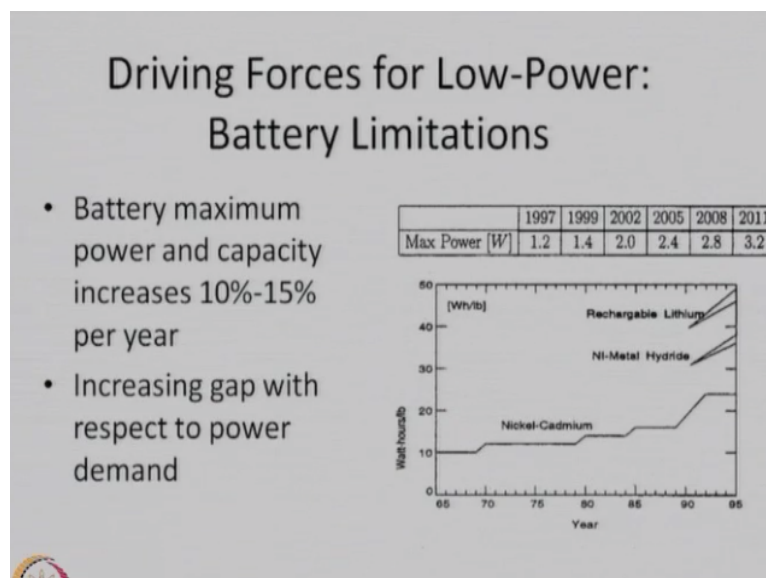 Driving Forces for Low-Power:
Battery Limitations
• Battery maximum
power and capacity
increases 10%-15%
per year
• Increasing gap with
respect to power
demand
1997 1999 2002 2005 2008 2011
Max Power [W] 1.2 1.4 2.0 2.4 2.8 3.2
50
[Wh/lb]
Rechargable Lithium
40
Ni-Metal Hydride
30
20
Nickel-Cadmium
10
0
Watt-hours/lb
65 70 75 80 85 90 95
Year